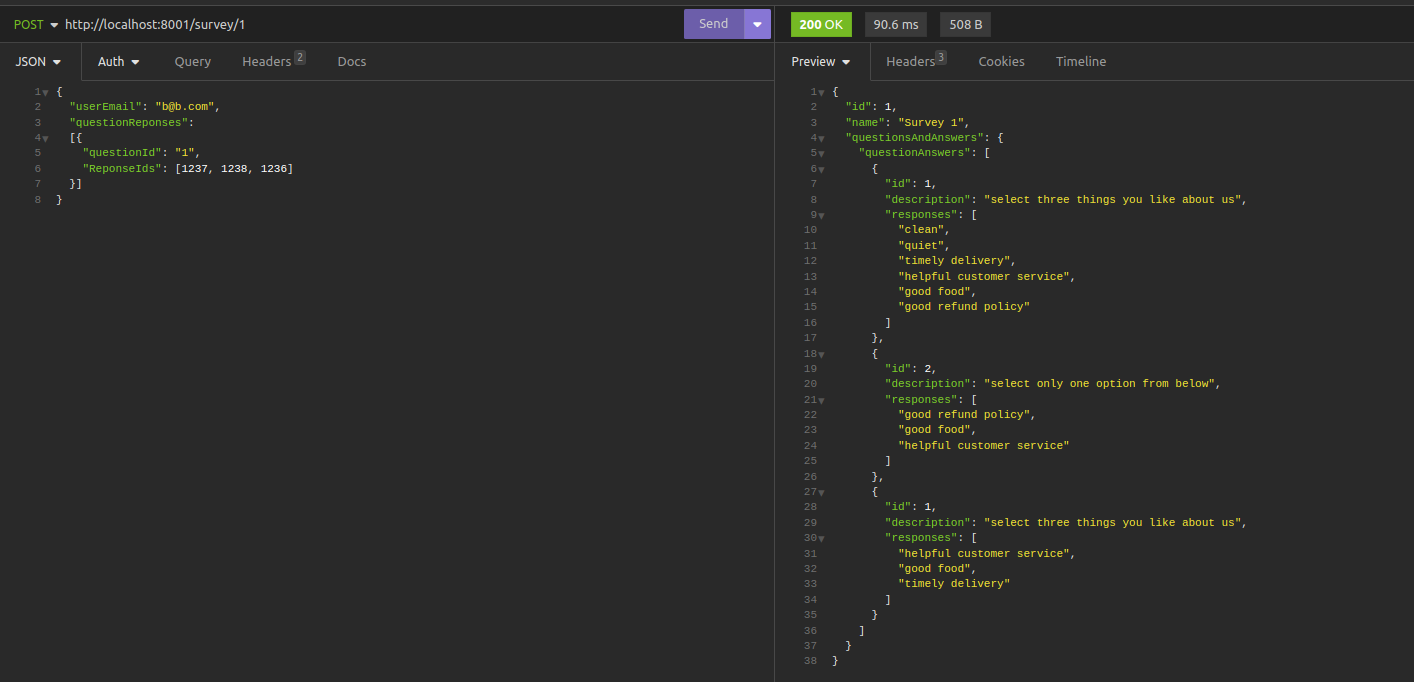 POST http://localhost:8001/survey/1 Send
JSON Auth Query Headers 2 Docs
1 {
2 "userEmail": "b@b.com",
3 "questionReponses":
4 [{
5 "questionId": "1",
6 "ReponseIds": [1237, 1238, 1236]
7 }]
8 }
200 OK 90.6 ms 508 B
Preview Headers 3 Cookies Timeline
1 {
2 "id": 1,
3 "name": "Survey 1",
4 "questionsAndAnswers": {
5 "questionAnswers": [
6 {
7 "id": 1,
8 "description": "select three things you like about us",
9 "responses": [
10 "clean",
11 "quiet",
12 "timely delivery",
13 "helpful customer service",
14 "good food",
15 "good refund policy"
16 ]
17 },
18 {
19 "id": 2,
20 "description": "select only one option from below",
21 "responses": [
22 "good refund policy",
23 "good food",
24 "helpful customer service"
25 ]
26 },
27 {
28 "id": 1,
29 "description": "select three things you like about us",
30 "responses": [
31 "helpful customer service",
32 "good food",
33 "timely delivery"
34 ]
35 }
36 ]
37 }
38 }